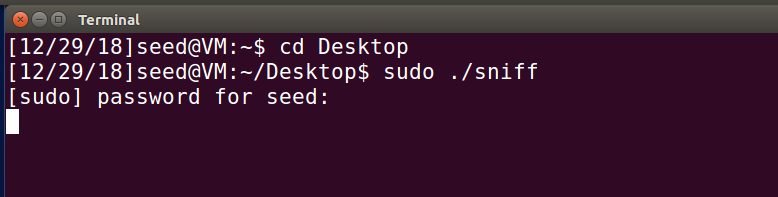 Terminal
[12/29/18]seed@VM:~$ cd Desktop
[12/29/18]seed@VM:~/Desktop$ sudo ./sniff
[sudo] password for seed: